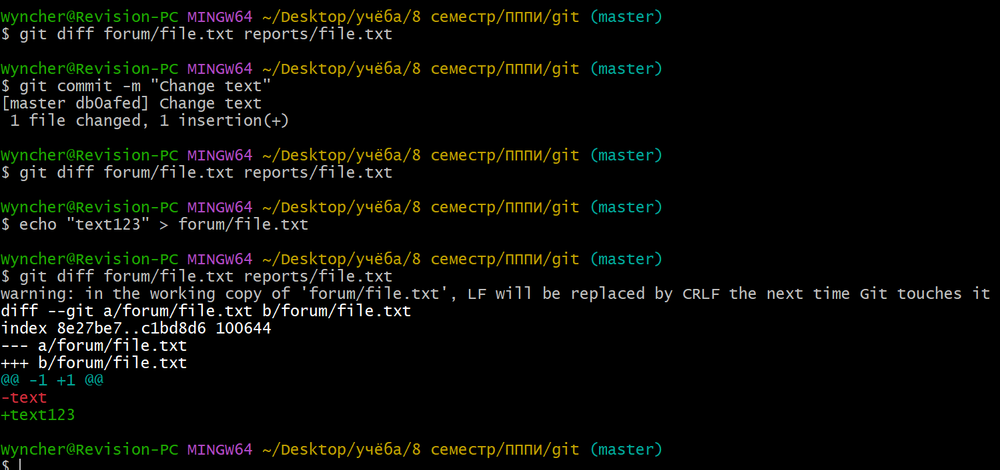 Wyncher@Revision-PC MINGW64 ~/Desktop/учёба/8 семестр/ПППИ/git (master)
$ git diff forum/file.txt reports/file.txt
Wyncher@Revision-PC MINGW64 ~/Desktop/учёба/8 семестр/ПППИ/git (master)
$ git commit -m "Change text"
[master db0afed] Change text
 1 file changed, 1 insertion(+)
Wyncher@Revision-PC MINGW64 ~/Desktop/учёба/8 семестр/ПППИ/git (master)
$ git diff forum/file.txt reports/file.txt
Wyncher@Revision-PC MINGW64 ~/Desktop/учёба/8 семестр/ПППИ/git (master)
$ echo "text123" > forum/file.txt
Wyncher@Revision-PC MINGW64 ~/Desktop/учёба/8 семестр/ПППИ/git (master)
$ git diff forum/file.txt reports/file.txt
warning: in the working copy of 'forum/file.txt', LF will be replaced by CRLF the next time Git touches it
diff --git a/forum/file.txt b/forum/file.txt
index 8e27be7..c1bd8d6 100644
--- a/forum/file.txt
+++ b/forum/file.txt
@@ -1 +1 @@
-text
+text123
Wyncher@Revision-PC MINGW64 ~/Desktop/учёба/8 семестр/ПППИ/git (master)
$